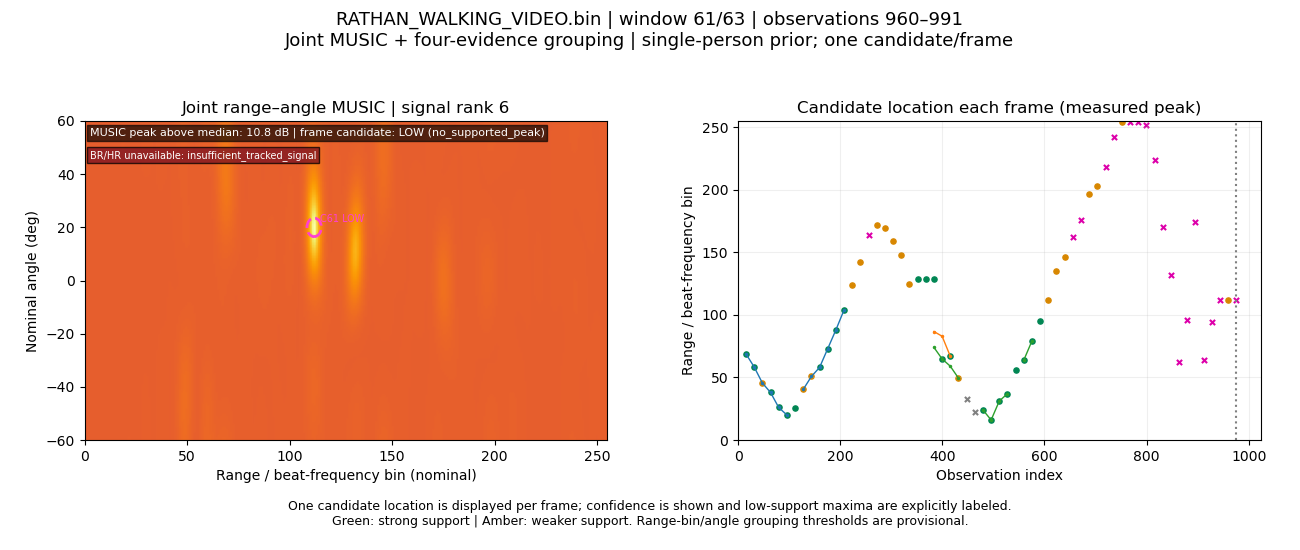 RATHAN_WALKING_VIDEO.bin | window 61/63 | observations 960–991
Joint MUSIC + four-evidence grouping | single-person prior; one candidate/frame
Joint range–angle MUSIC | signal rank 6
MUSIC peak above median: 10.8 dB | frame candidate: LOW (no_supported_peak)
BR/HR unavailable: insufficient_tracked_signal
60
40
20
0
−20
−40
−60
Nominal angle (deg)
0
50
100
150
200
250
Range / beat-frequency bin (nominal)
Candidate location each frame (measured peak)
250
200
150
100
50
0
Range / beat-frequency bin
0
200
400
600
800
1000
Observation index
One candidate location is displayed per frame; confidence is shown and low-support maxima are explicitly labeled.
Green: strong support | Amber: weaker support. Range-bin/angle grouping thresholds are provisional.